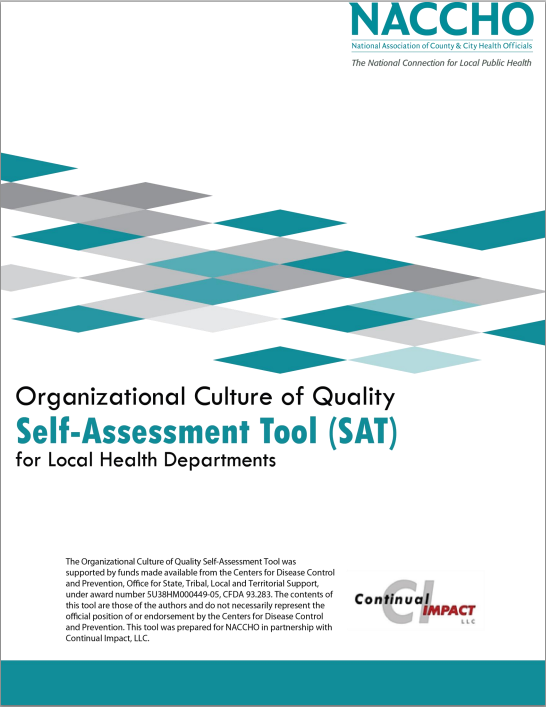 NACCHO
National Association of County & City Health Officials
The National Connection for Local Public Health
Organizational Culture of Quality
Self-Assessment Tool (SAT)
for Local Health Departments
The Organizational Culture of Quality Self-Assessment Tool was
supported by funds made available from the Centers for Disease Control
and Prevention, Office for State, Tribal, Local and Territorial Support,
under award number 5U38HM000449-05, CFDA 93.283. The contents of
this tool are those of the authors and do not necessarily represent the
official position of or endorsement by the Centers for Disease Control
and Prevention. This tool was prepared for NACCHO in partnership with
Continual Impact, LLC.
CI
Continual
IMPACT
LLC